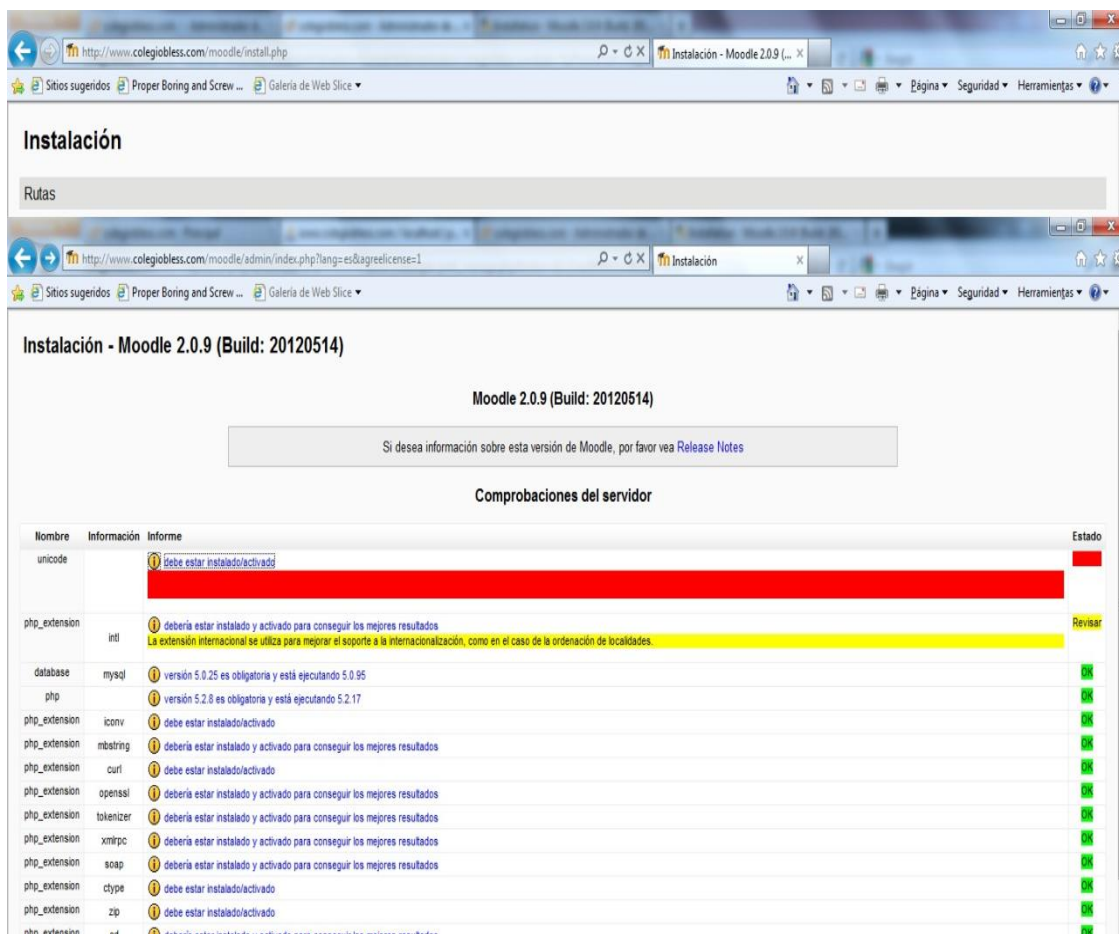 http://www.colegiobless.com/moodle/install.php
Instalación - Moodle 2.0.9 (...
Sitios sugeridos Proper Boring and Screw ... Galería de Web Slice
Página Seguridad Herramientas
Instalación
Rutas
http://www.colegiobless.com/moodle/admin/index.php?lang=es&agreelicense=1
Instalación
Sitios sugeridos Proper Boring and Screw ... Galería de Web Slice
Página Seguridad Herramientas
Instalación - Moodle 2.0.9 (Build: 20120514)
Moodle 2.0.9 (Build: 20120514)
Si desea información sobre esta versión de Moodle, por favor vea Release Notes
Comprobaciones del servidor
Nombre Información Informe Estado
unicode debe estar instalado/activado
php_extension intl debería estar instalado y activado para conseguir los mejores resultados Revisar
La extensión internacional se utiliza para mejorar el soporte a la internacionalización, como en el caso de la ordenación de localidades.
database mysql versión 5.0.25 es obligatoria y está ejecutando 5.0.95 OK
php versión 5.2.8 es obligatoria y está ejecutando 5.2.17 OK
php_extension iconv debe estar instalado/activado OK
php_extension mbstring debería estar instalado y activado para conseguir los mejores resultados OK
php_extension curl debe estar instalado/activado OK
php_extension openssl debería estar instalado y activado para conseguir los mejores resultados OK
php_extension tokenizer debería estar instalado y activado para conseguir los mejores resultados OK
php_extension xmlrpc debería estar instalado y activado para conseguir los mejores resultados OK
php_extension soap debería estar instalado y activado para conseguir los mejores resultados OK
php_extension ctype debe estar instalado/activado OK
php_extension zip debe estar instalado/activado OK
php_extension gd debería estar instalado y activado para conseguir los mejores resultados OK